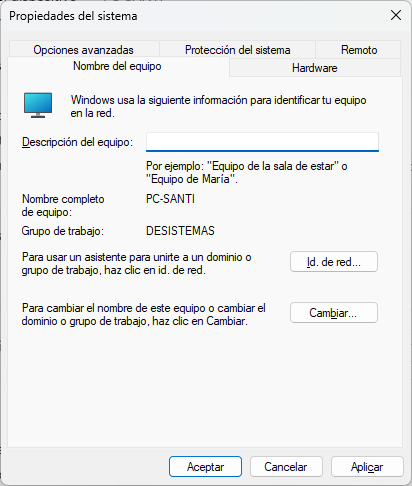 Propiedades del sistema
Opciones avanzadas
Protección del sistema
Remoto
Nombre del equipo
Hardware
Windows usa la siguiente información para identificar tu equipo
en la red.
Descripción del equipo:
Por ejemplo: "Equipo de la sala de estar" o
"Equipo de María".
Nombre completo
de equipo:
PC-SANTI
Grupo de trabajo:
DESISTEMAS
Para usar un asistente para unirte a un dominio o
grupo de trabajo, haz clic en id. de red.
Id. de red...
Para cambiar el nombre de este equipo o cambiar el
dominio o grupo de trabajo, haz clic en Cambiar.
Cambiar...
Aceptar
Cancelar
Aplicar